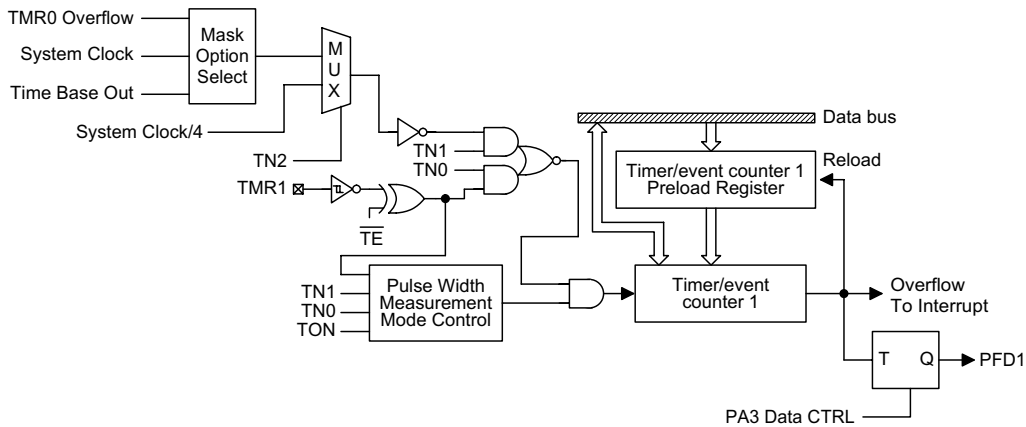 TMR0 Overflow
System Clock
Time Base Out
Mask
Option
Select
M
U
X
System Clock/4
TN2
TN1
TN0
TMR1
TE
Data bus
Timer/event counter 1
Preload Register
Reload
TN1
TN0
TON
Pulse Width
Measurement
Mode Control
Timer/event
counter 1
Overflow
To Interrupt
T Q
PFD1
PA3 Data CTRL